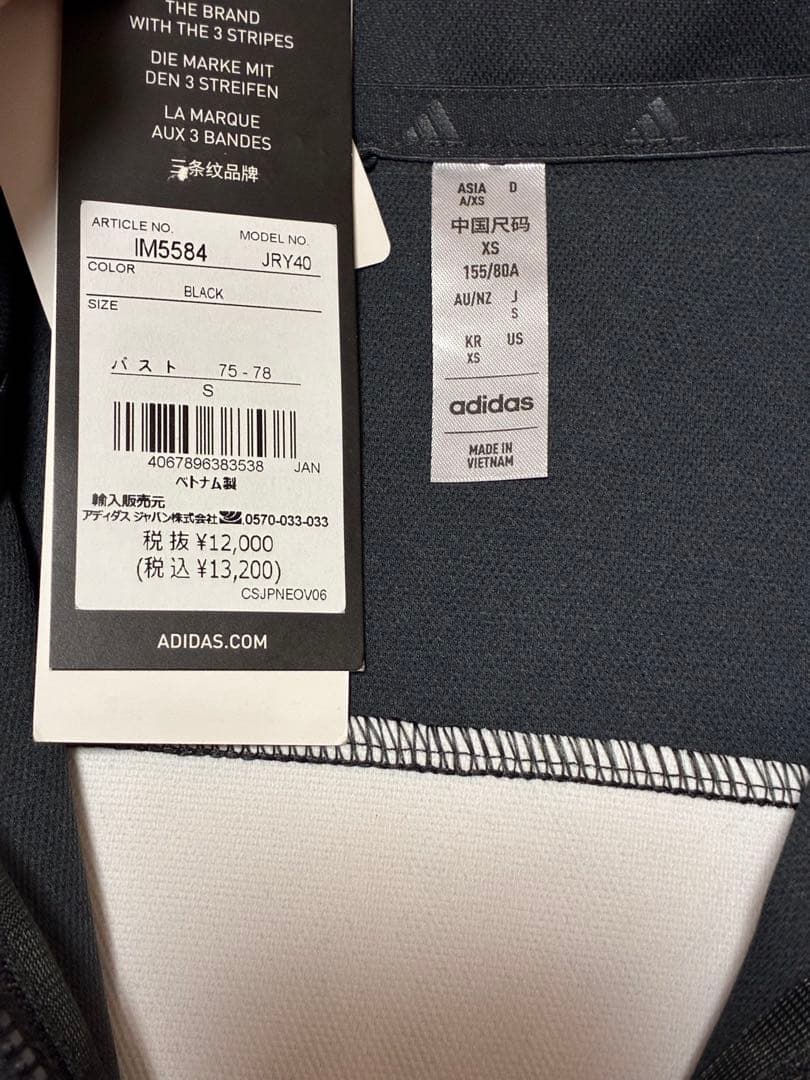 THE BRAND
WITH THE 3 STRIPES
DIE MARKE MIT
DEN 3 STREIFEN
LA MARQUE
AUX 3 BANDES
三条纹品牌
ARTICLE NO.
IM5584
MODEL NO.
JRY40
COLOR
BLACK
SIZE
バスト 75 - 78
S
4067896383538 JAN
ベトナム製
輸入販売元
アディダス ジャパン株式会社 0570-033-033
税抜 ¥12,000
(税込 ¥13,200)
CSJPNEOV06
ADIDAS.COM
ASIA D
A/XS
中国尺码
XS
155/80A
AU/NZ J
S
KR US
XS
adidas
MADE IN
VIETNAM